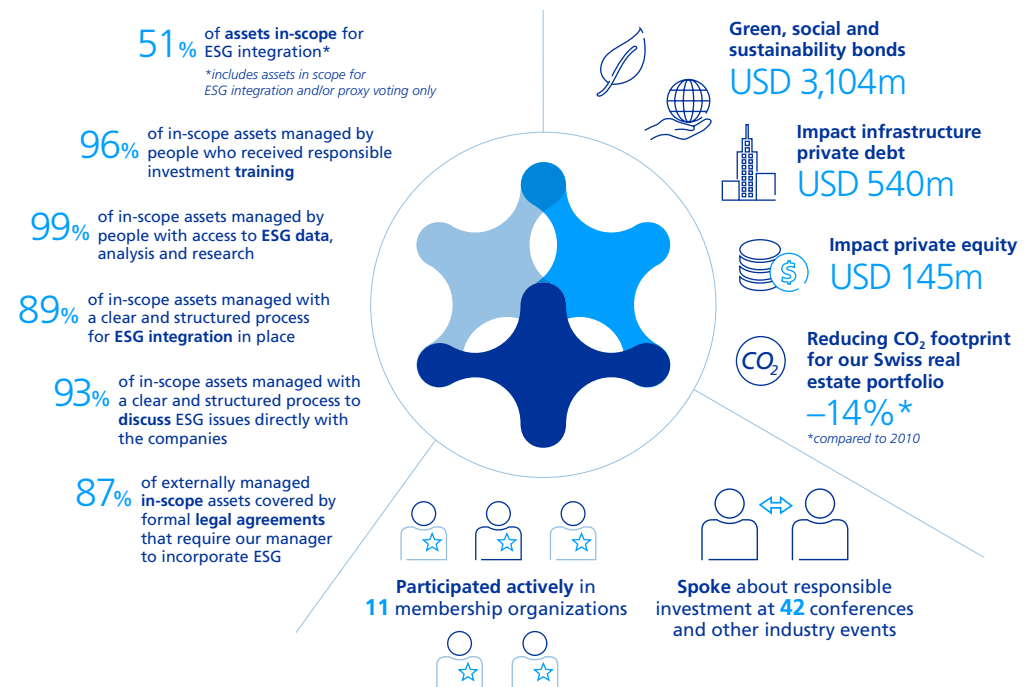 51% of assets in-scope for
ESG integration*
*includes assets in scope for
ESG integration and/or proxy voting only
96% of in-scope assets managed by
people who received responsible
investment training
99% of in-scope assets managed by
people with access to ESG data,
analysis and research
89% of in-scope assets managed with
a clear and structured process
for ESG integration in place
93% of in-scope assets managed with
a clear and structured process to
discuss ESG issues directly with
the companies
87% of externally managed
in-scope assets covered by
formal legal agreements
that require our manager
to incorporate ESG
Green, social and
sustainability bonds
USD 3,104m
Impact infrastructure
private debt
USD 540m
$
Impact private equity
USD 145m
CO₂
Reducing CO₂ footprint
for our Swiss real
estate portfolio
–14%*
*compared to 2010
Participated actively in
11 membership organizations
Spoke about responsible
investment at 42 conferences
and other industry events